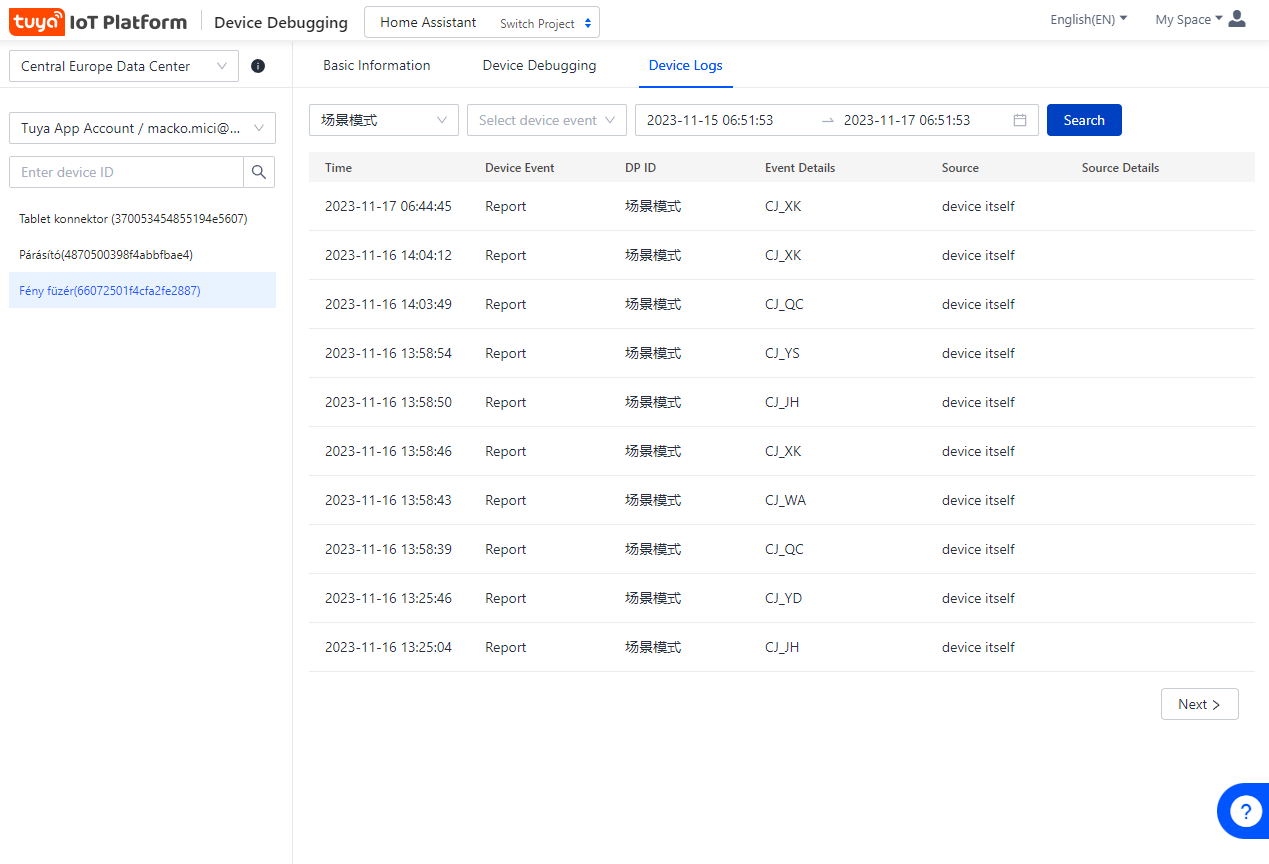 tuya IoT Platform Device Debugging Home Assistant Switch Project English(EN) My Space
Central Europe Data Center
Basic Information Device Debugging Device Logs
Tuya App Account / macko.mici@...
场景模式 Select device event 2023-11-15 06:51:53 → 2023-11-17 06:51:53 Search
Enter device ID
Tablet konnektor (370053454855194e5607)
Párásító(4870500398f4abbfbae4)
Fény füzér(66072501f4cfa2fe2887)
Time Device Event DP ID Event Details Source Source Details
2023-11-17 06:44:45 Report 场景模式 CJ_XK device itself
2023-11-16 14:04:12 Report 场景模式 CJ_XK device itself
2023-11-16 14:03:49 Report 场景模式 CJ_QC device itself
2023-11-16 13:58:54 Report 场景模式 CJ_YS device itself
2023-11-16 13:58:50 Report 场景模式 CJ_JH device itself
2023-11-16 13:58:46 Report 场景模式 CJ_XK device itself
2023-11-16 13:58:43 Report 场景模式 CJ_WA device itself
2023-11-16 13:58:39 Report 场景模式 CJ_QC device itself
2023-11-16 13:25:46 Report 场景模式 CJ_YD device itself
2023-11-16 13:25:04 Report 场景模式 CJ_JH device itself
Next >
?